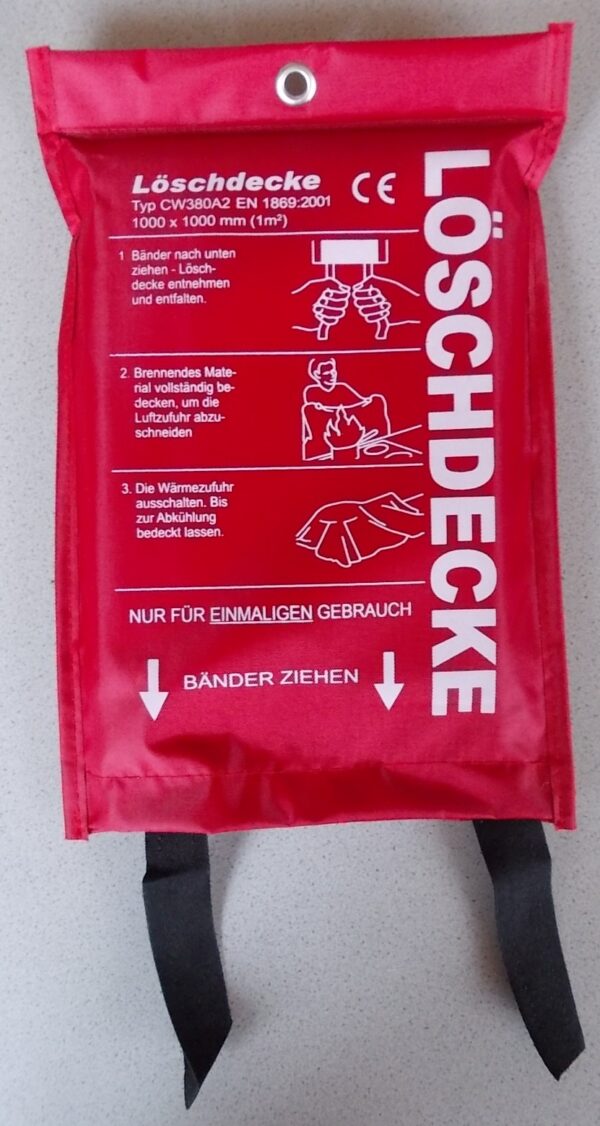 Löschdecke
CE
Typ CW380A2 EN 1869:2001
1000 x 1000 mm (1m²)
1 Bänder nach unten
ziehen - Lösch-
decke entnehmen
und entfalten.
2. Brennendes Mate-
rial vollständig be-
decken, um die
Luftzufuhr abzu-
schneiden
3. Die Wärmezufuhr
ausschalten. Bis
zur Abkühlung
bedeckt lassen.
NUR FÜR EINMALIGEN GEBRAUCH
BÄNDER ZIEHEN
LÖSCHDECKE